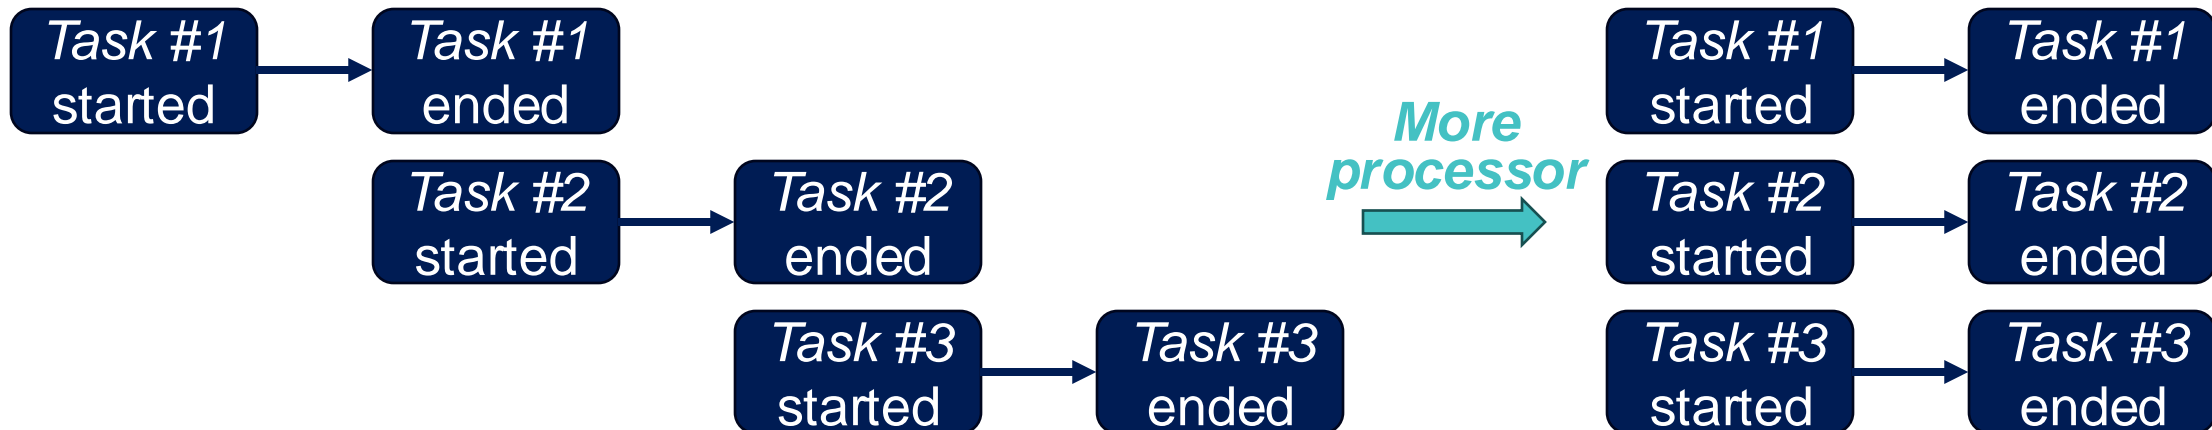 Task #1
started
Task #1
ended
Task #2
started
Task #2
ended
Task #3
started
Task #3
ended
More
processor
Task #1
started
Task #1
ended
Task #2
started
Task #2
ended
Task #3
started
Task #3
ended